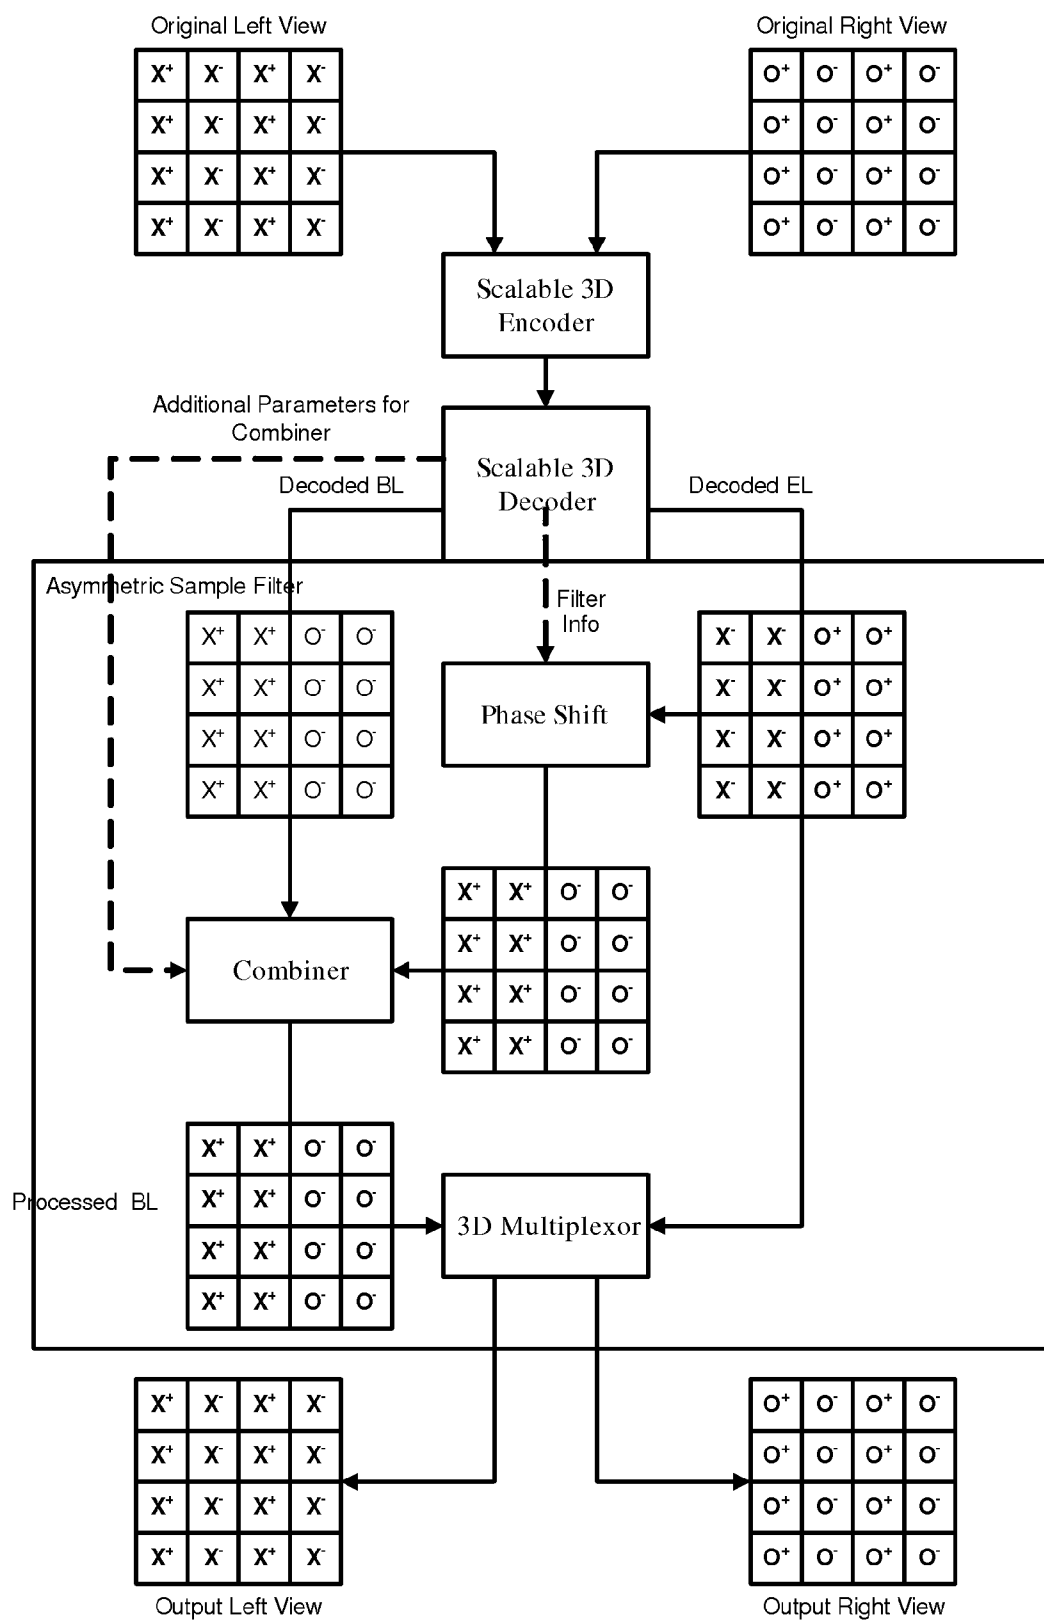 Original Left View
Original Right View
X⁺ X⁻ X⁺ X⁻
X⁺ X⁻ X⁺ X⁻
X⁺ X⁻ X⁺ X⁻
X⁺ X⁻ X⁺ X⁻
O⁺ O⁻ O⁺ O⁻
O⁺ O⁻ O⁺ O⁻
O⁺ O⁻ O⁺ O⁻
O⁺ O⁻ O⁺ O⁻
Scalable 3D
Encoder
Additional Parameters for
Combiner
Scalable 3D
Decoder
Decoded BL
Decoded EL
Asymmetric Sample Filter
Filter
Info
X⁺ X⁺ O⁻ O⁻
X⁺ X⁺ O⁻ O⁻
X⁺ X⁺ O⁻ O⁻
X⁺ X⁺ O⁻ O⁻
Phase Shift
X⁻ X⁻ O⁺ O⁺
X⁻ X⁻ O⁺ O⁺
X⁻ X⁻ O⁺ O⁺
X⁻ X⁻ O⁺ O⁺
Combiner
X⁺ X⁺ O⁻ O⁻
X⁺ X⁺ O⁻ O⁻
X⁺ X⁺ O⁻ O⁻
X⁺ X⁺ O⁻ O⁻
Processed BL
X⁺ X⁺ O⁻ O⁻
X⁺ X⁺ O⁻ O⁻
X⁺ X⁺ O⁻ O⁻
X⁺ X⁺ O⁻ O⁻
3D Multiplexor
X⁺ X⁻ X⁺ X⁻
X⁺ X⁻ X⁺ X⁻
X⁺ X⁻ X⁺ X⁻
X⁺ X⁻ X⁺ X⁻
O⁺ O⁻ O⁺ O⁻
O⁺ O⁻ O⁺ O⁻
O⁺ O⁻ O⁺ O⁻
O⁺ O⁻ O⁺ O⁻
Output Left View
Output Right View